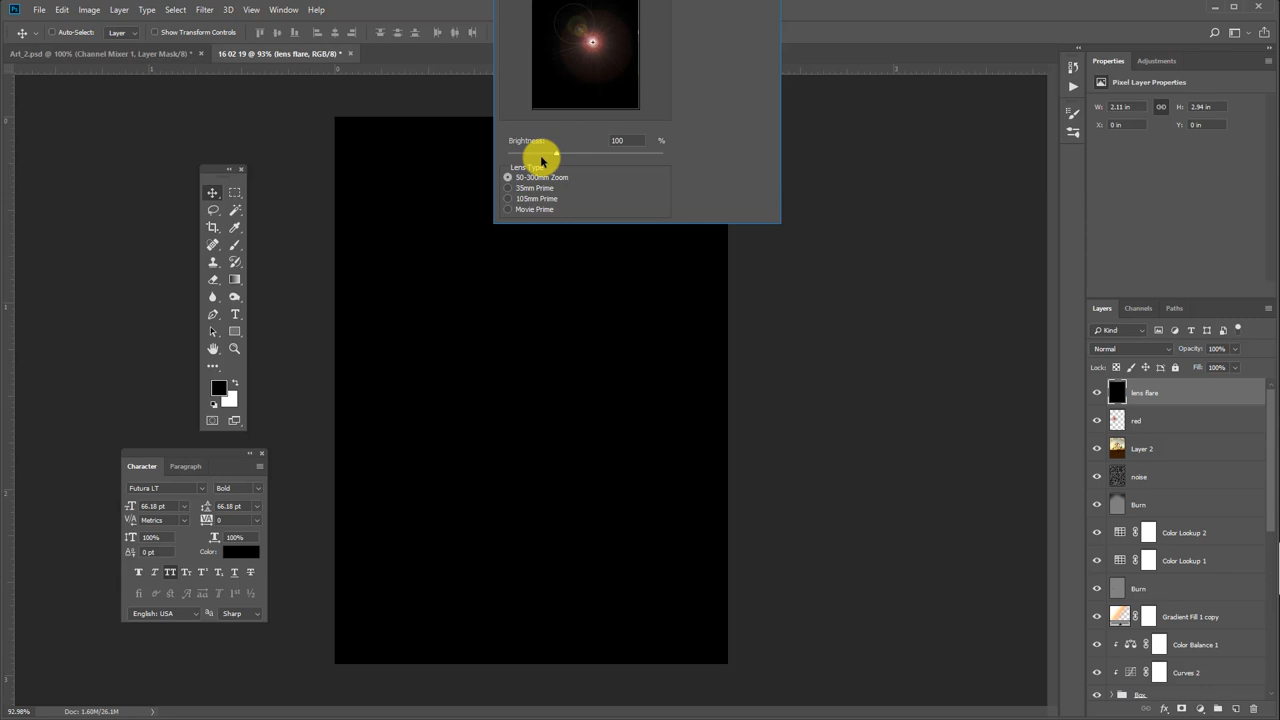 Ps File Edit Image Layer Type Select Filter 3D View Window Help
Auto-Select: Layer Show Transform Controls
Art_2.psd @ 100% (Channel Mixer 1, Layer Mask/8) * × 16 02 19 @ 93% (lens flare, RGB/8) * ×
1 0 3
Properties Adjustments
Pixel Layer Properties
W: 2.11 in H: 2.94 in
X: 0 in Y: 0 in
Brightness: 100 %
Lens Type
50-300mm Zoom
35mm Prime
105mm Prime
Movie Prime
Character Paragraph
Futura LT Bold
66.18 pt 66.18 pt
Metrics 0
100% 100%
0 pt Color:
English: USA Sharp
Layers Channels Paths
Kind
Normal Opacity: 100%
Lock: Fill: 100%
lens flare
red
Layer 2
noise
Burn
Color Lookup 2
Color Lookup 1
Burn
Gradient Fill 1 copy
Color Balance 1
Curves 2
Box
92.98% Doc: 1.60M/26.1M